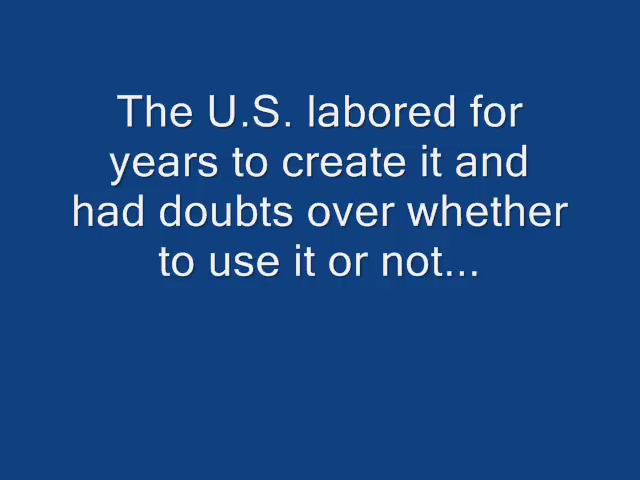 The U.S. labored for
years to create it and
had doubts over whether
to use it or not...